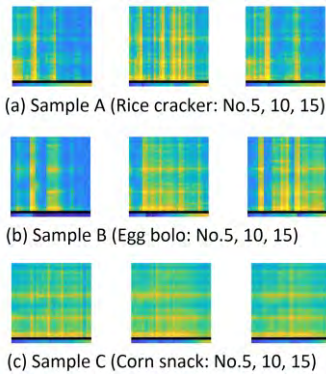 (a) Sample A (Rice cracker: No.5, 10, 15)
(b) Sample B (Egg bolo: No.5, 10, 15)
(c) Sample C (Corn snack: No.5, 10, 15)